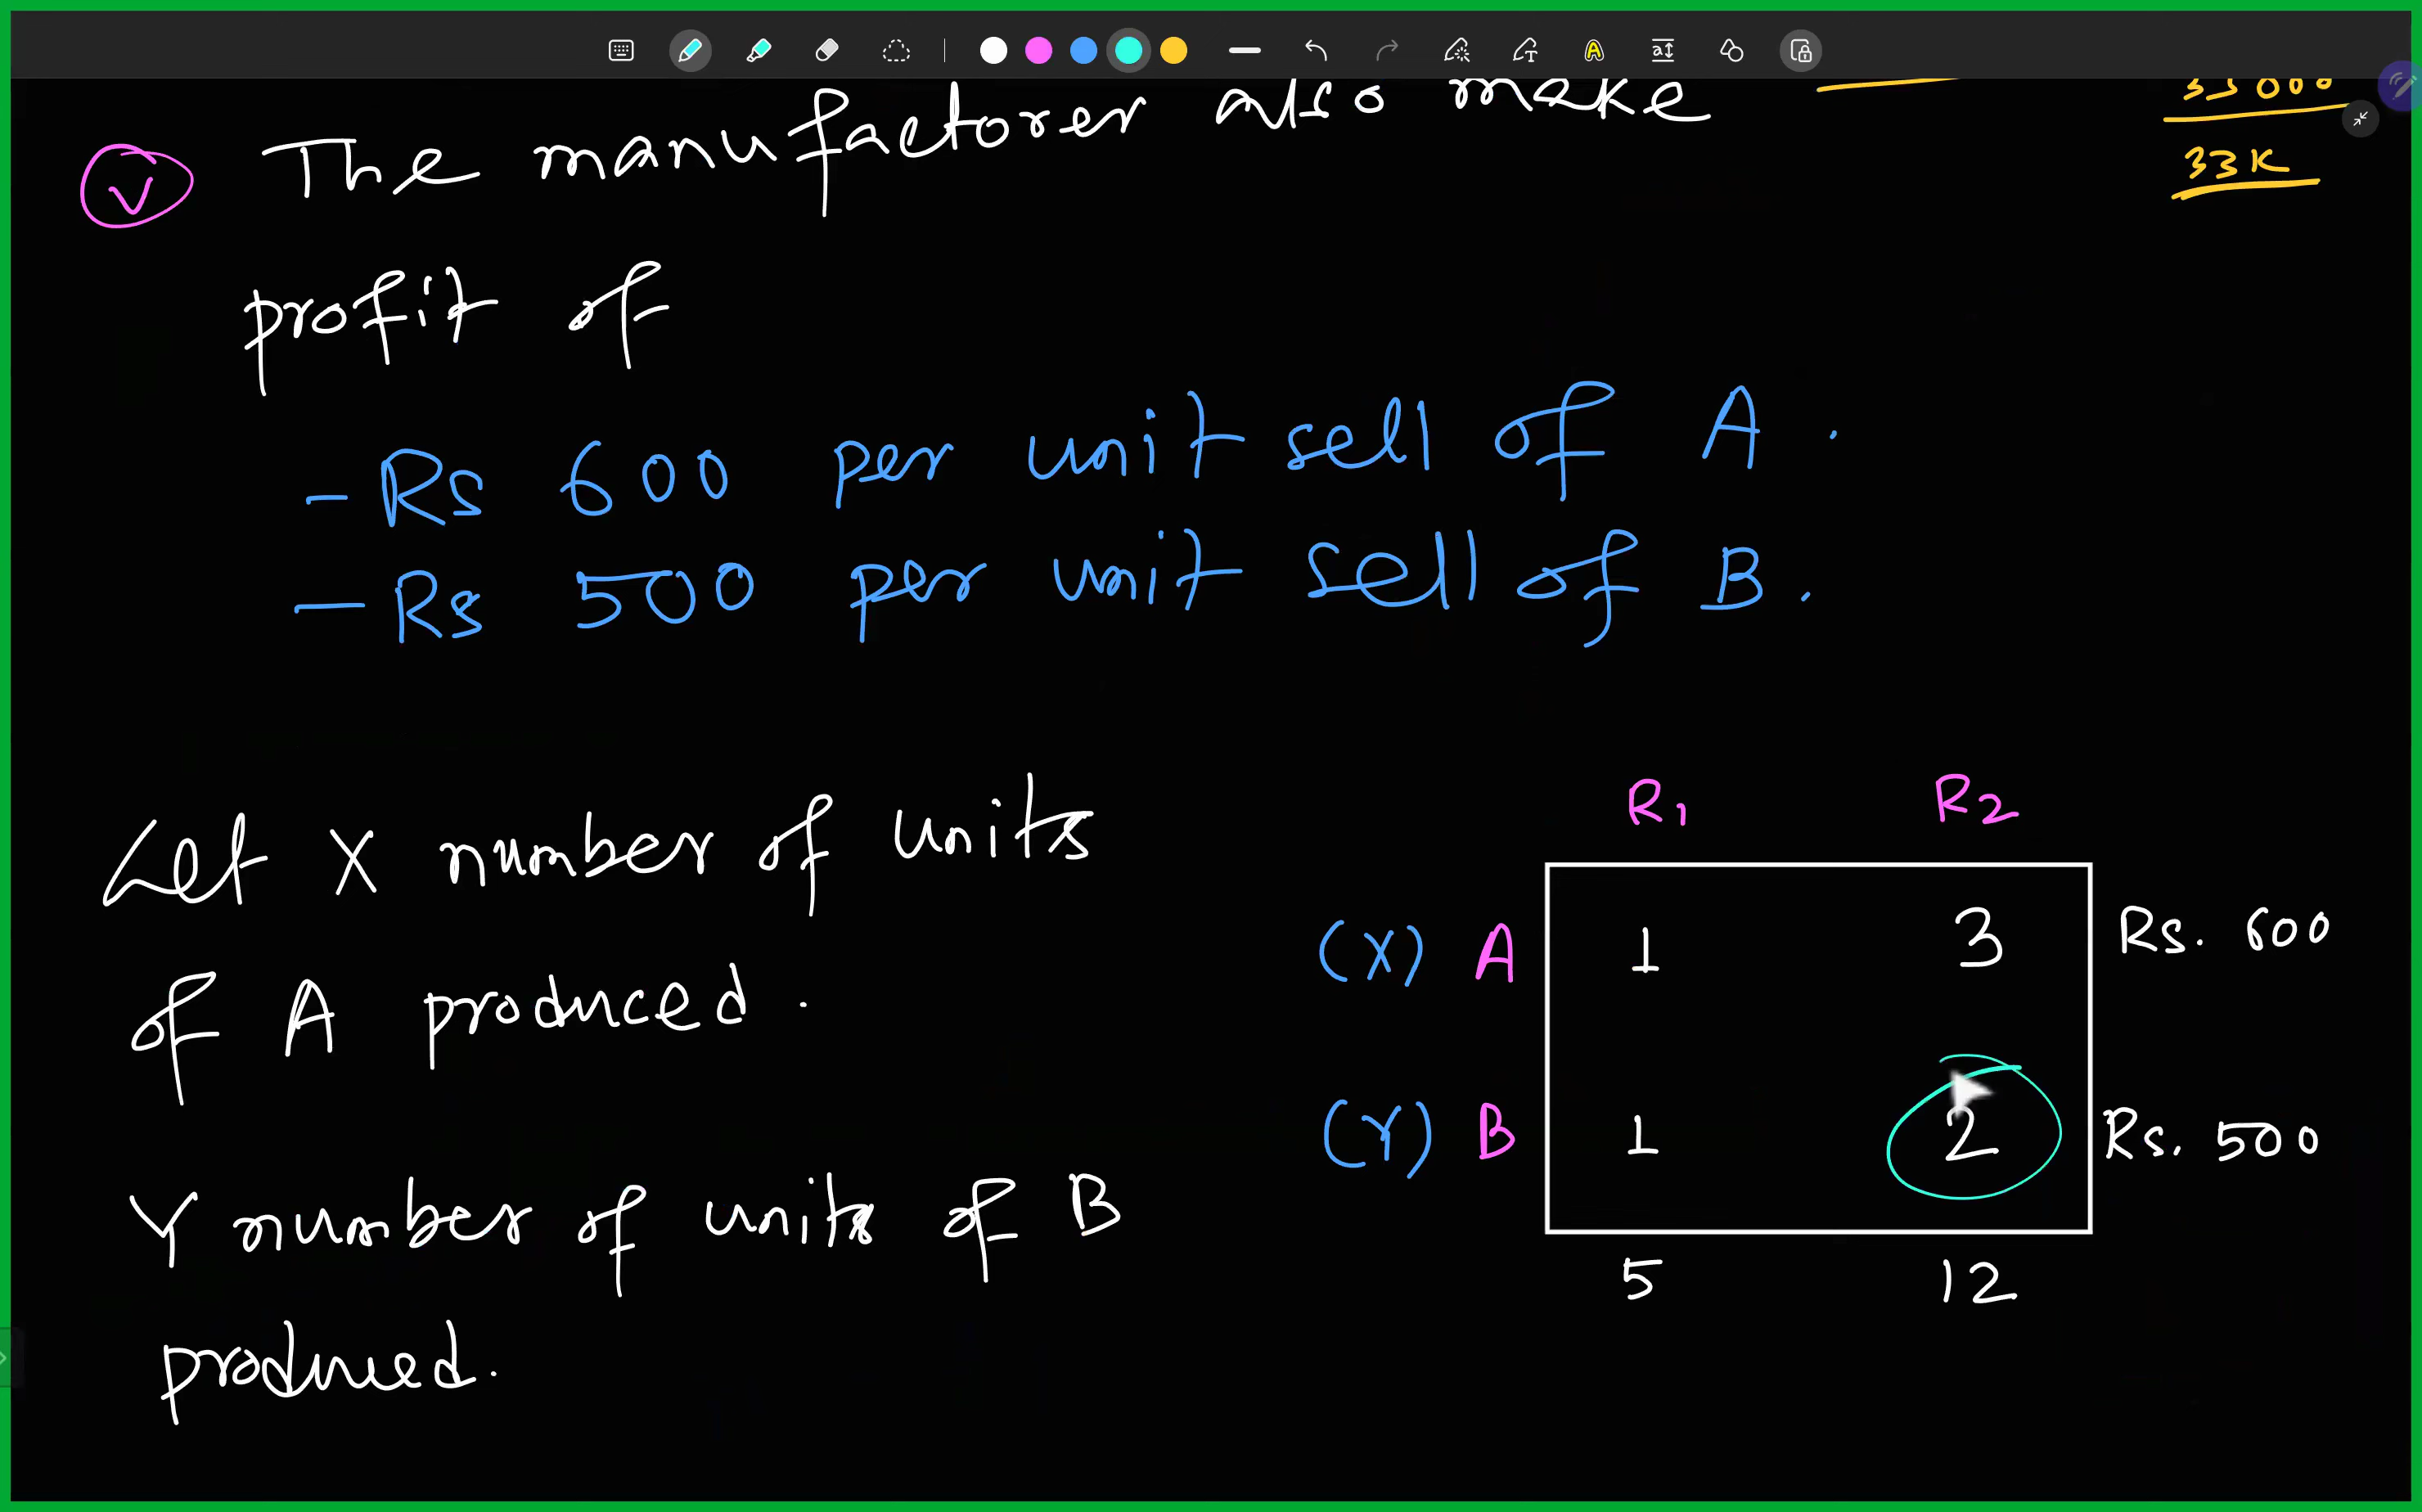 The manufactorer also make
33000
33K
V
profit of
- Rs 600 per unit sell of A.
- Rs 500 per unit sell of B.
Let X number of units
of A produced.
Y number of units of B
produced.
R1 R2
(X) A 1 3 Rs. 600
(Y) B 1 2 Rs. 500
5 12